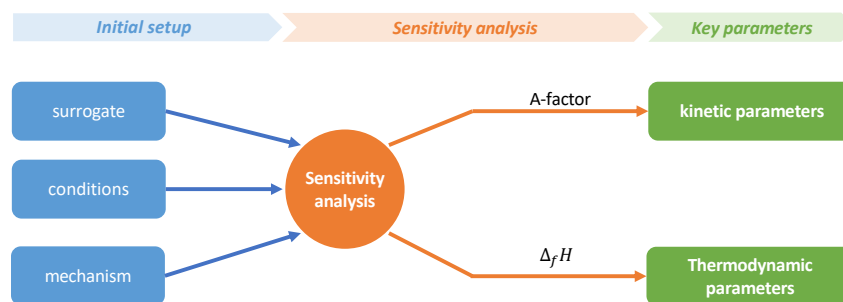 Initial setup
Sensitivity analysis
Key parameters
surrogate
conditions
mechanism
Sensitivity
analysis
A-factor
kinetic parameters
Δ_f H
Thermodynamic
parameters